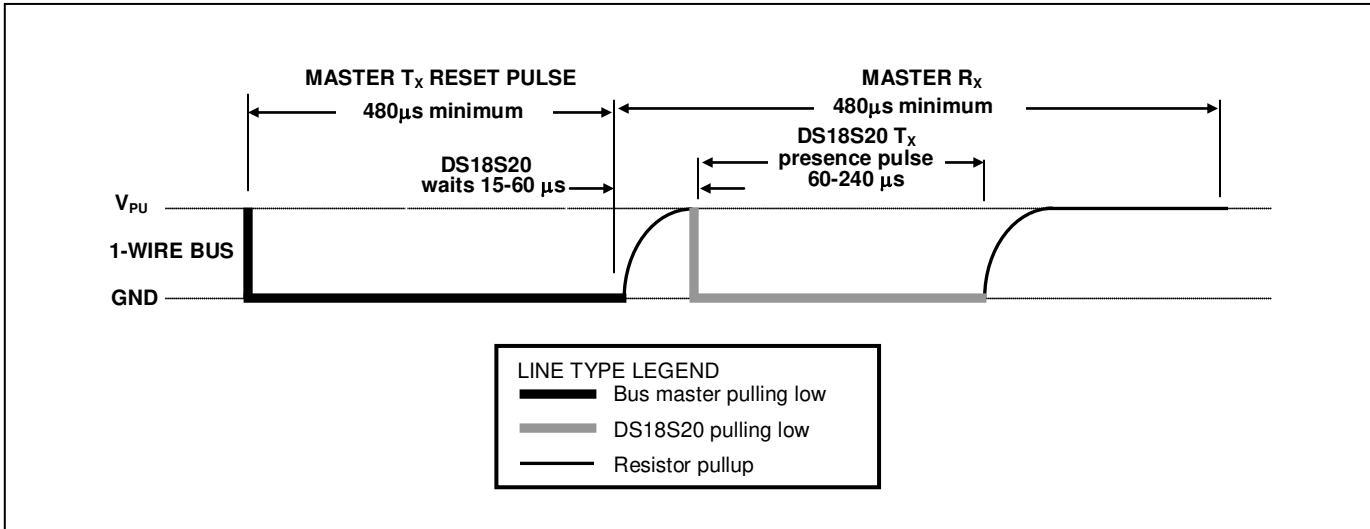 MASTER TX RESET PULSE
480μs minimum
MASTER RX
480μs minimum
DS18S20
waits 15-60 μs
DS18S20 TX
presence pulse
60-240 μs
VPU
1-WIRE BUS
GND
LINE TYPE LEGEND
Bus master pulling low
DS18S20 pulling low
Resistor pullup